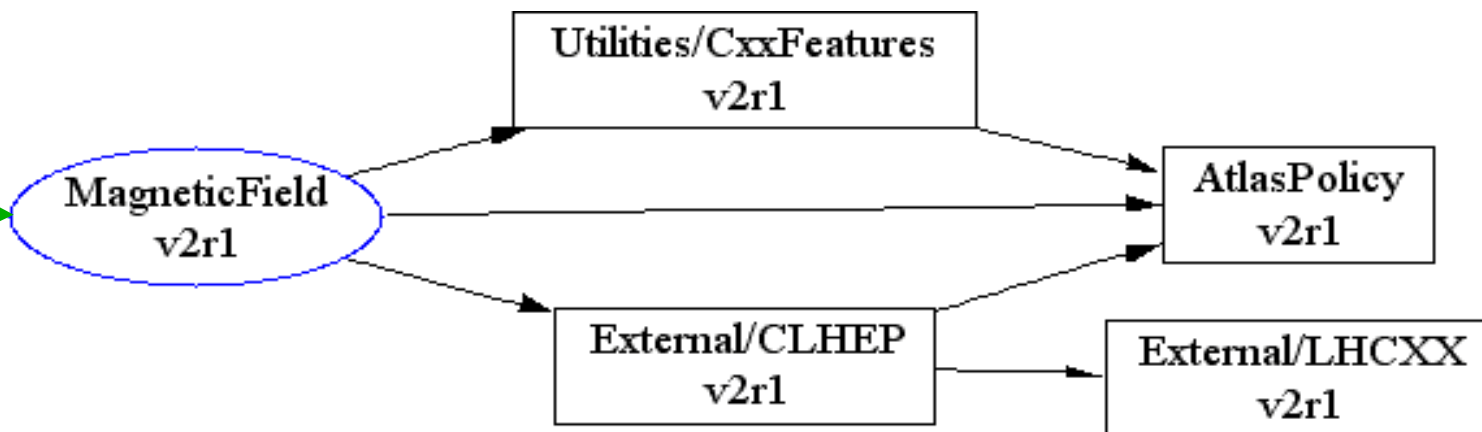 Utilities/CxxFeatures
v2r1
MagneticField
v2r1
AtlasPolicy
v2r1
External/CLHEP
v2r1
External/LHCXX
v2r1